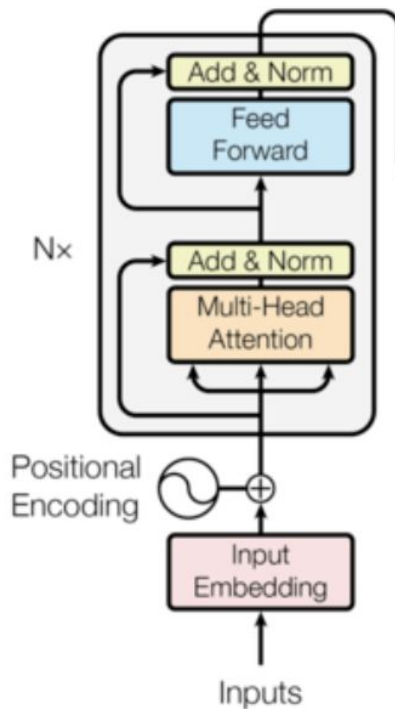 Add & Norm
Feed
Forward
N×
Add & Norm
Multi-Head
Attention
Positional
Encoding
Input
Embedding
Inputs